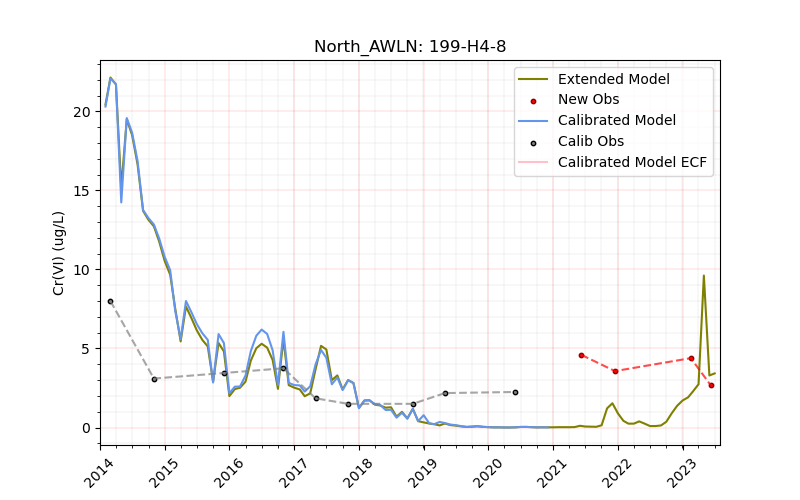 North_AWLN: 199-H4-8
Extended Model
New Obs
Calibrated Model
Calib Obs
Calibrated Model ECF
Cr(VI) (ug/L)
20
15
10
5
0
2014 2015 2016 2017 2018 2019 2020 2021 2022 2023